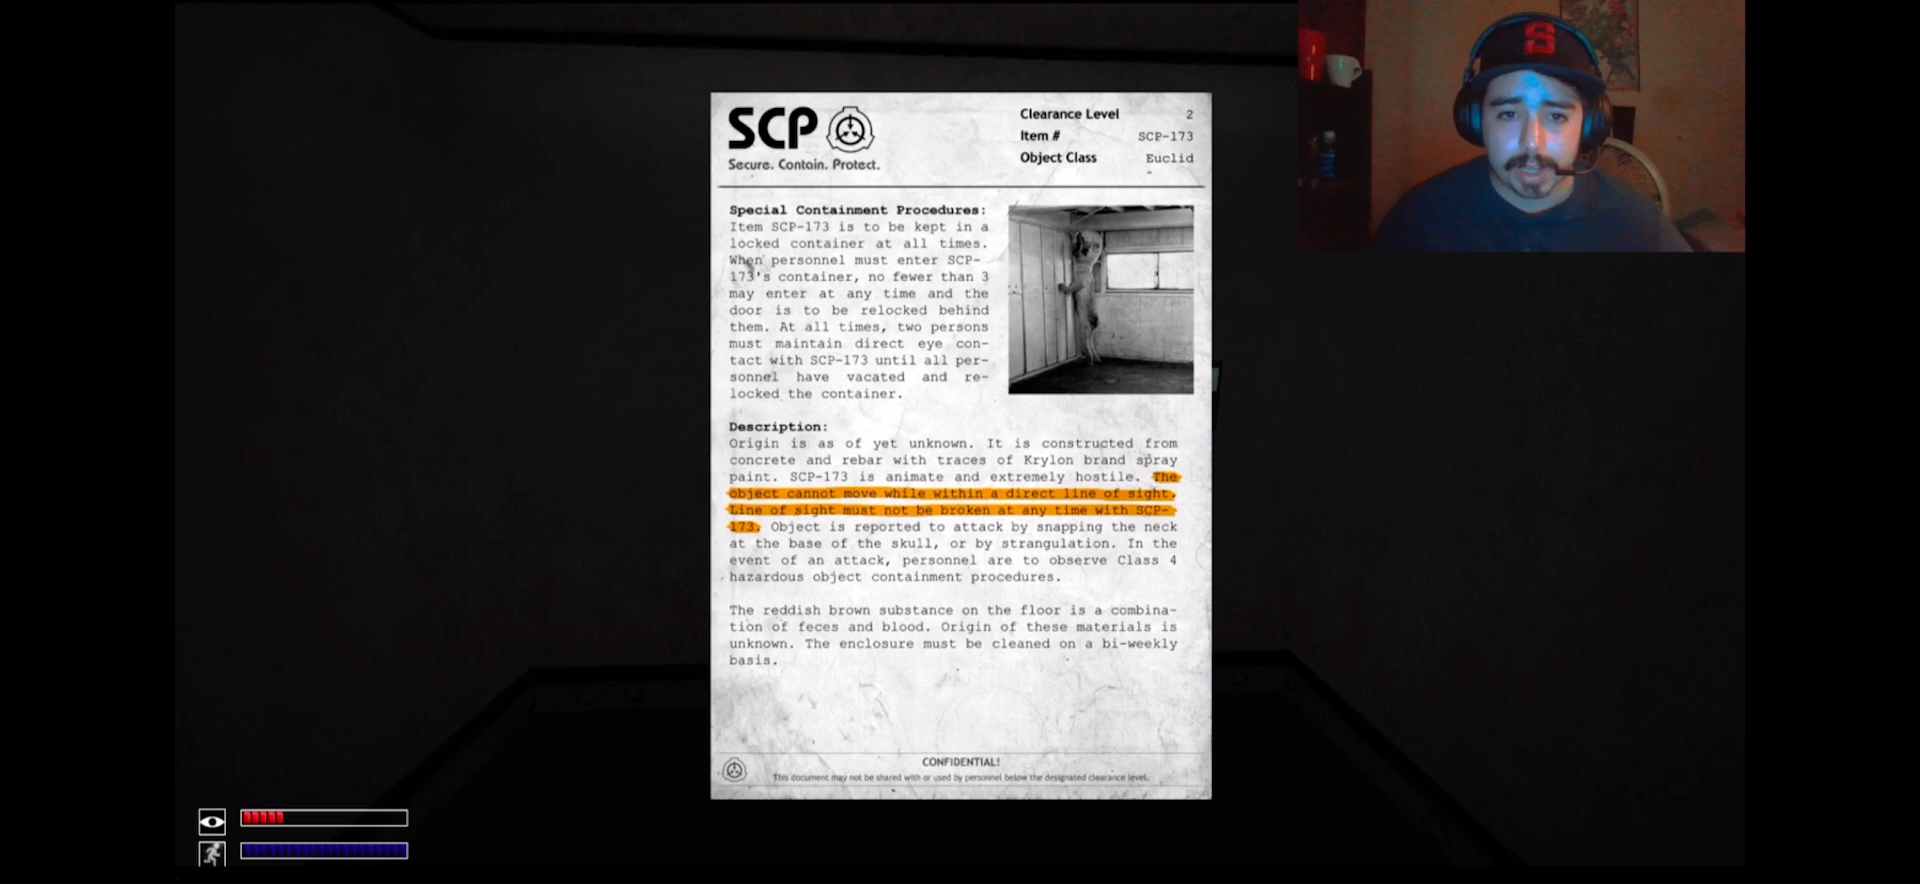 SCP
Secure. Contain. Protect.
Clearance Level 2
Item # SCP-173
Object Class Euclid
Special Containment Procedures:
Item SCP-173 is to be kept in a
locked container at all times.
When personnel must enter SCP-
173's container, no fewer than 3
may enter at any time and the
door is to be relocked behind
them. At all times, two persons
must maintain direct eye con-
tact with SCP-173 until all per-
sonnel have vacated and re-
locked the container.
Description:
Origin is as of yet unknown. It is constructed from
concrete and rebar with traces of Krylon brand spray
paint. SCP-173 is animate and extremely hostile. The
object cannot move while within a direct line of sight.
Line of sight must not be broken at any time with SCP-
173. Object is reported to attack by snapping the neck
at the base of the skull, or by strangulation. In the
event of an attack, personnel are to observe Class 4
hazardous object containment procedures.
The reddish brown substance on the floor is a combina-
tion of feces and blood. Origin of these materials is
unknown. The enclosure must be cleaned on a bi-weekly
basis.
CONFIDENTIAL!
This document may not be shared with or used by personnel below the designated clearance level.
S